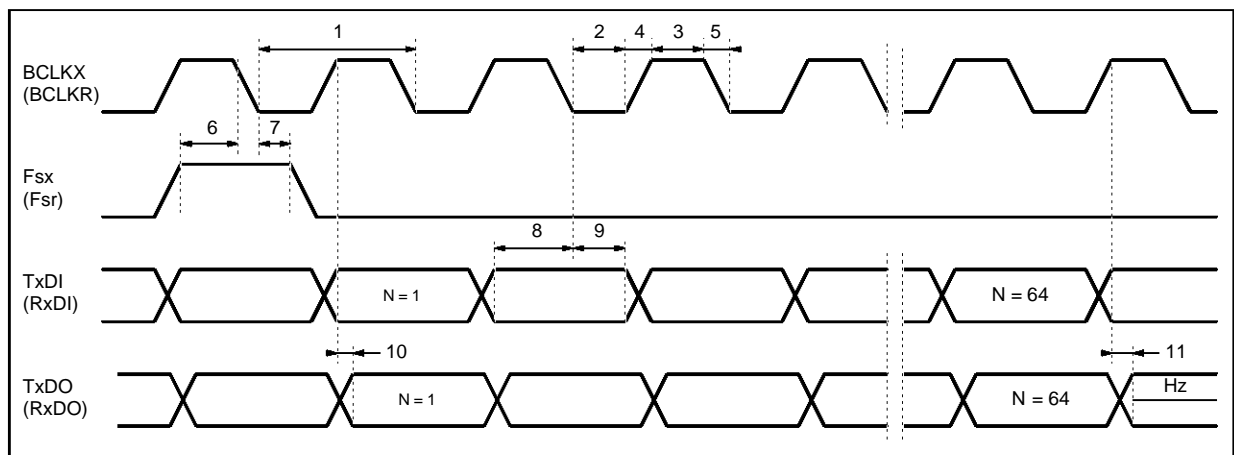 1
2 4 3 5
BCLKX
(BCLKR)
6 7
Fsx
(Fsr)
8 9
TxDI
(RxDI)
N = 1
N = 64
10
11
TxDO
(RxDO)
N = 1
N = 64
Hz